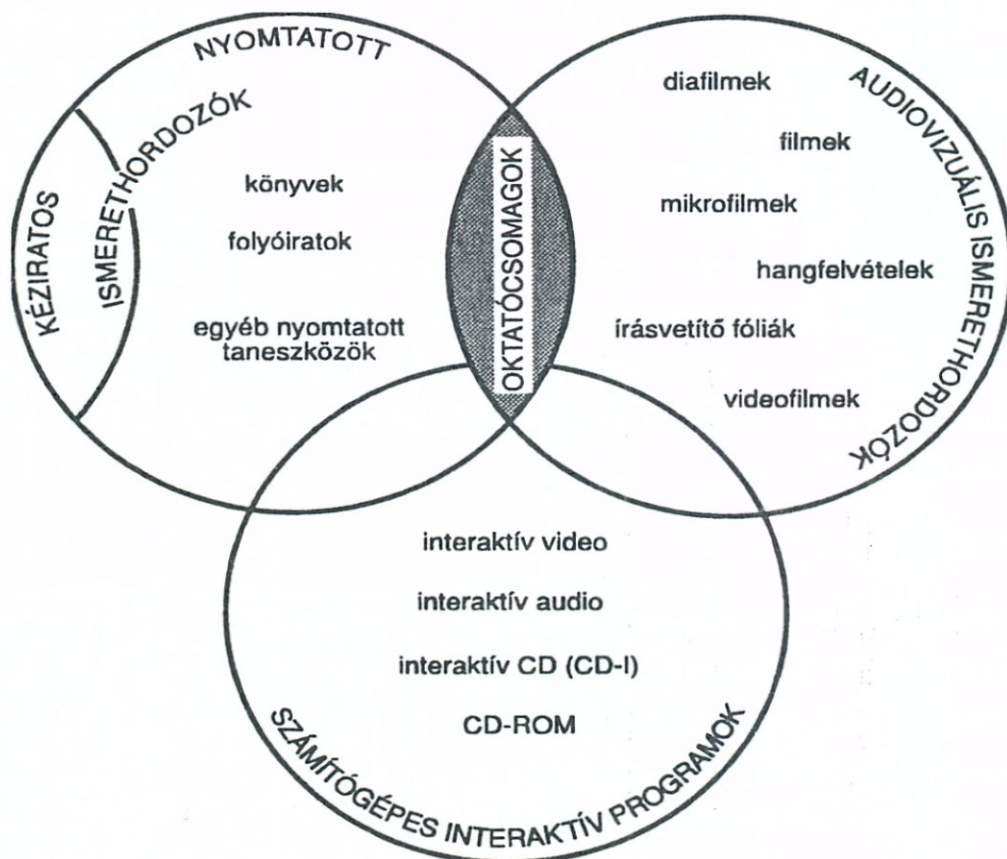 NYOMTATOTT
KÉZIRATOS
ISMERETHORDOZÓK
könyvek
folyóiratok
egyéb nyomtatott
taneszközök
OKTATÓCSOMAGOK
AUDIOVIZUÁLIS ISMERETHORDOZÓK
diafilmek
filmek
mikrofilmek
hangfelvételek
írásvetítő fóliák
videofilmek
interaktív video
interaktív audio
interaktív CD (CD-I)
CD-ROM
SZÁMÍTÓGÉPES INTERAKTÍV PROGRAMOK